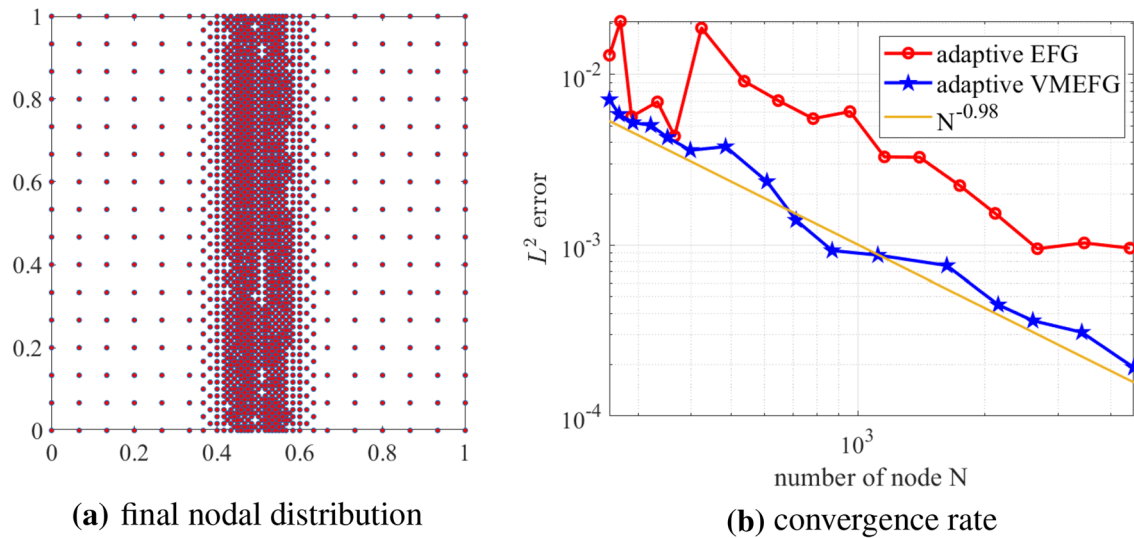 1
0.8
0.6
0.4
0.2
0
0 0.2 0.4 0.6 0.8 1
(a) final nodal distribution
10^-2
10^-3
10^-4
L^2 error
adaptive EFG
adaptive VMEFG
N^-0.98
10^3
number of node N
(b) convergence rate